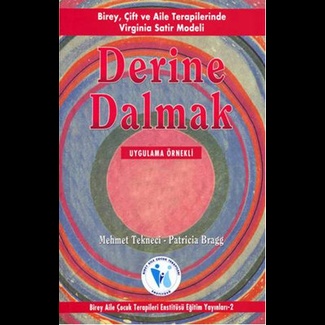 Birey, Çift ve Aile Terapilerinde
Virginia Satir Modeli
Derine
Dalmak
UYGULAMA ÖRNEKLİ
Mehmet Tekneci - Patricia Bragg
Birey Aile Çocuk Terapileri Enstitüsü Eğitim Yayınları-2